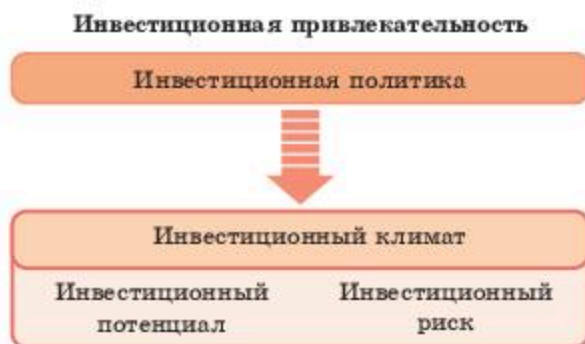 Инвестиционная привлекательность
Инвестиционная политика
Инвестиционный климат
Инвестиционный
потенциал
Инвестиционный
риск